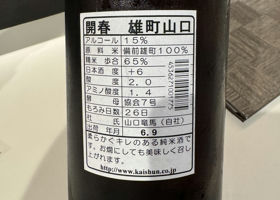 開春 雄町山口
アルコール 15%
原料米 備前雄町100%
精米歩合 65%
日本酒度 +6
酸度 2.0
アミノ酸度 1.4
酵母 協会7号
もろみ日数 26日
杜氏 山口竜馬(自社)
出荷年月 6.9
柔らかくキレのある純米酒です。お燗にしても美味しく召し上がれます。
http://www.kaishun.co.jp